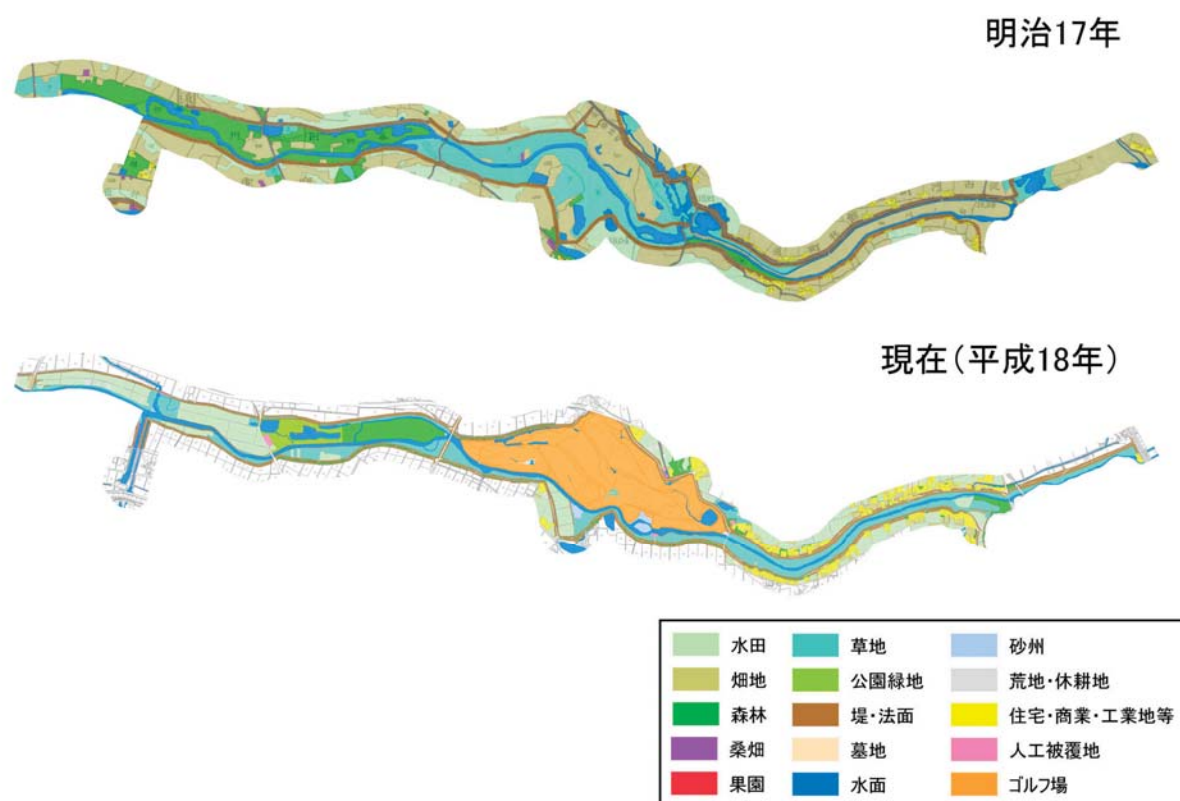 明治17年
現在(平成18年)
水田 草地 砂州
畑地 公園緑地 荒地・休耕地
森林 堤・法面 住宅・商業・工業地等
桑畑 墓地 人工被覆地
果園 水面 ゴルフ場